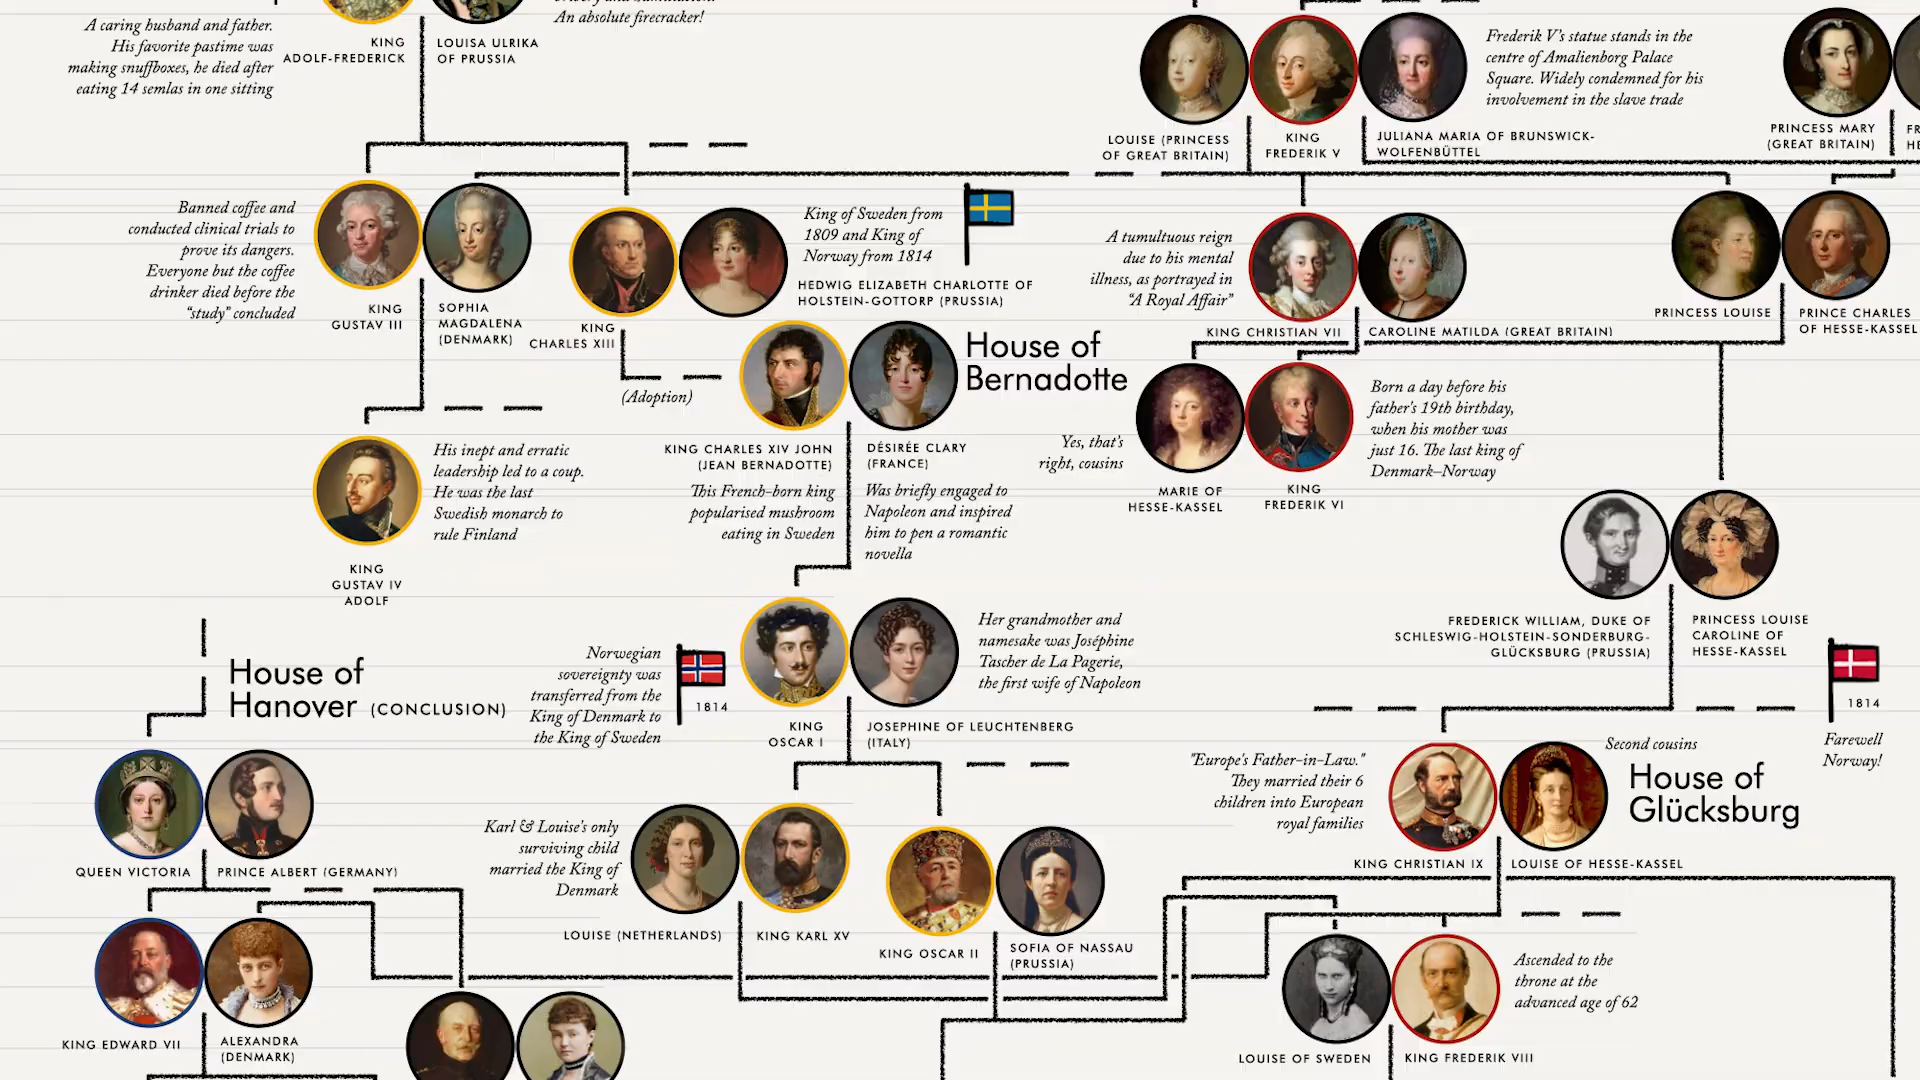 A caring husband and father.
His favorite pastime was
making snuffboxes, he died after
eating 14 semlas in one sitting
KING
ADOLF-FREDERICK
LOUISA ULRIKA
OF PRUSSIA
An absolute firecracker!
LOUISE (PRINCESS
OF GREAT BRITAIN)
KING
FREDERIK V
JULIANA MARIA OF BRUNSWICK-
WOLFENBÜTTEL
Frederik V's statue stands in the
centre of Amalienborg Palace
Square. Widely condemned for his
involvement in the slave trade
PRINCESS MARY
(GREAT BRITAIN)
Banned coffee and
conducted clinical trials to
prove its dangers.
Everyone but the coffee
drinker died before the
“study” concluded
KING
GUSTAV III
SOPHIA
MAGDALENA
(DENMARK)
KING
CHARLES XIII
King of Sweden from
1809 and King of
Norway from 1814
HEDWIG ELIZABETH CHARLOTTE OF
HOLSTEIN-GOTTORP (PRUSSIA)
A tumultuous reign
due to his mental
illness, as portrayed in
“A Royal Affair”
KING CHRISTIAN VII
CAROLINE MATILDA (GREAT BRITAIN)
PRINCESS LOUISE
PRINCE CHARLES
OF HESSE-KASSEL
(Adoption)
House of
Bernadotte
KING CHARLES XIV JOHN
(JEAN BERNADOTTE)
This French-born king
popularised mushroom
eating in Sweden
DÉSIRÉE CLARY
(FRANCE)
Was briefly engaged to
Napoleon and inspired
him to pen a romantic
novella
Yes, that's
right, cousins
MARIE OF
HESSE-KASSEL
KING
FREDERIK VI
Born a day before his
father's 19th birthday,
when his mother was
just 16. The last king of
Denmark–Norway
His inept and erratic
leadership led to a coup.
He was the last
Swedish monarch to
rule Finland
KING
GUSTAV IV
ADOLF
FREDERICK WILLIAM, DUKE OF
SCHLESWIG-HOLSTEIN-SONDERBURG-
GLÜCKSBURG (PRUSSIA)
PRINCESS LOUISE
CAROLINE OF
HESSE-KASSEL
House of
Hanover (CONCLUSION)
Norwegian
sovereignty was
transferred from the
King of Denmark to
the King of Sweden
1814
KING
OSCAR I
JOSEPHINE OF LEUCHTENBERG
(ITALY)
Her grandmother and
namesake was Joséphine
Tascher de La Pagerie,
the first wife of Napoleon
1814
Farewell
Norway!
"Europe's Father-in-Law."
They married their 6
children into European
royal families
Second cousins
House of
Glücksburg
KING CHRISTIAN IX
LOUISE OF HESSE-KASSEL
QUEEN VICTORIA
PRINCE ALBERT (GERMANY)
Karl & Louise's only
surviving child
married the King of
Denmark
LOUISE (NETHERLANDS)
KING KARL XV
KING OSCAR II
SOFIA OF NASSAU
(PRUSSIA)
KING EDWARD VII
ALEXANDRA
(DENMARK)
LOUISE OF SWEDEN
KING FREDERIK VIII
Ascended to the
throne at the
advanced age of 62